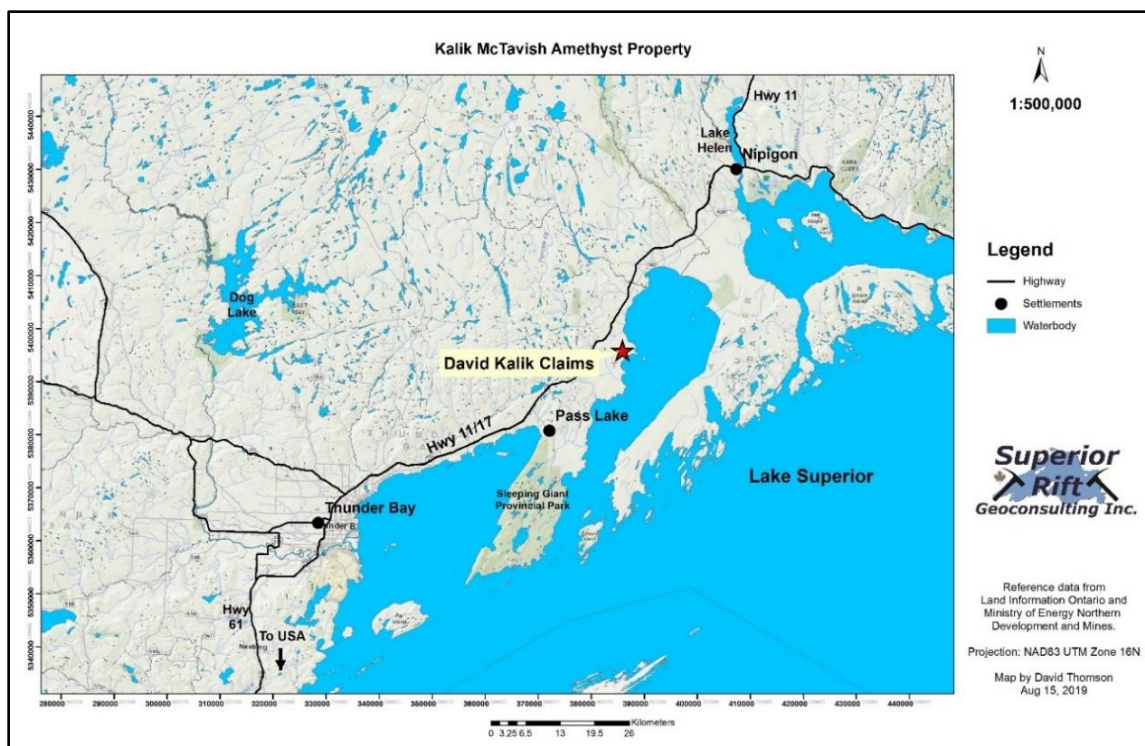 Kalik McTavish Amethyst Property
N
1:500,000
Hwy 11
Lake
Helen
Nipigon
Dog
Lake
David Kalik Claims
Pass Lake
Hwy 11/17
Lake Superior
Sleeping Giant
Provincial Park
Thunder Bay
Hwy
61
To USA
Neebing
5440000
5430000
5420000
5410000
5400000
5390000
5380000
5370000
5360000
5350000
5340000
280000 290000 300000 310000 320000 330000 340000 350000 360000 370000 380000 390000 400000 410000 420000 430000 440000
Kilometers
0 3.25 6.5 13 19.5 26
Legend
Highway
Settlements
Waterbody
Superior
Rift
Geoconsulting Inc.
Reference data from
Land Information Ontario and
Ministry of Energy Northern
Development and Mines.
Projection: NAD83 UTM Zone 16N
Map by David Thomson
Aug 15, 2019